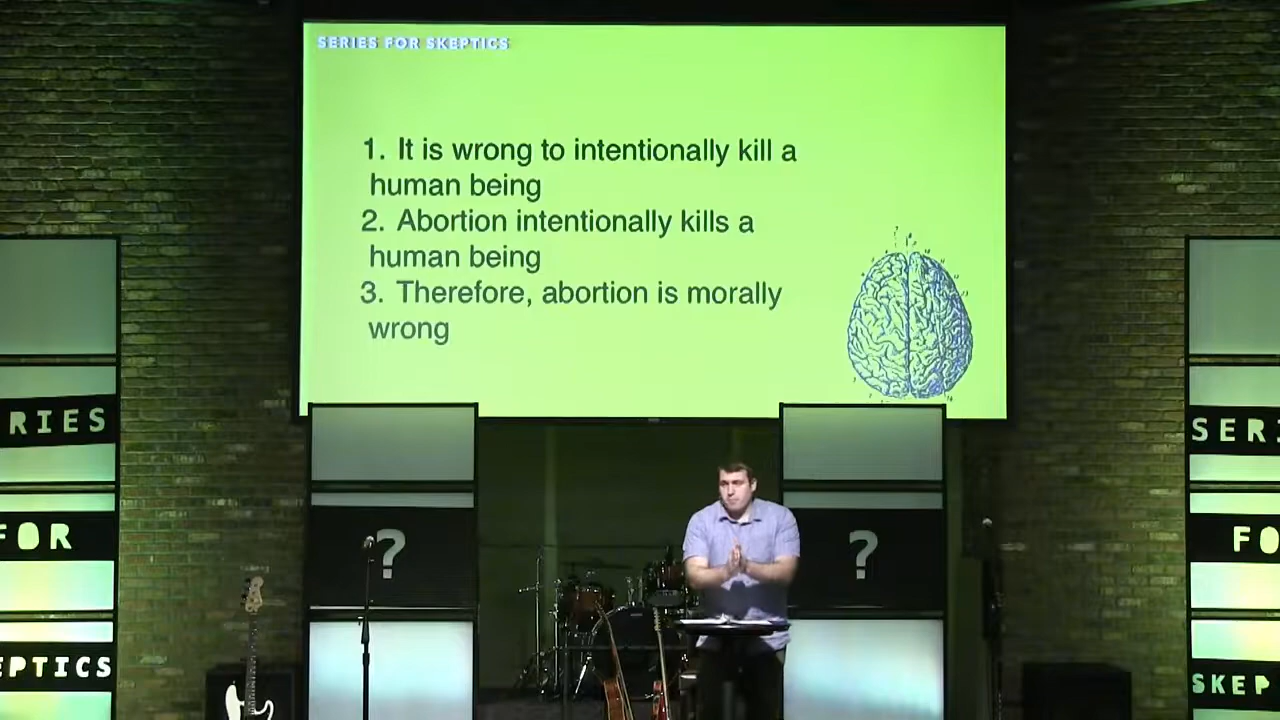 SERIES FOR SKEPTICS
1. It is wrong to intentionally kill a
human being
2. Abortion intentionally kills a
human being
3. Therefore, abortion is morally
wrong
RIES
FOR
EPTICS
?
?
SERI
FO
SKEP